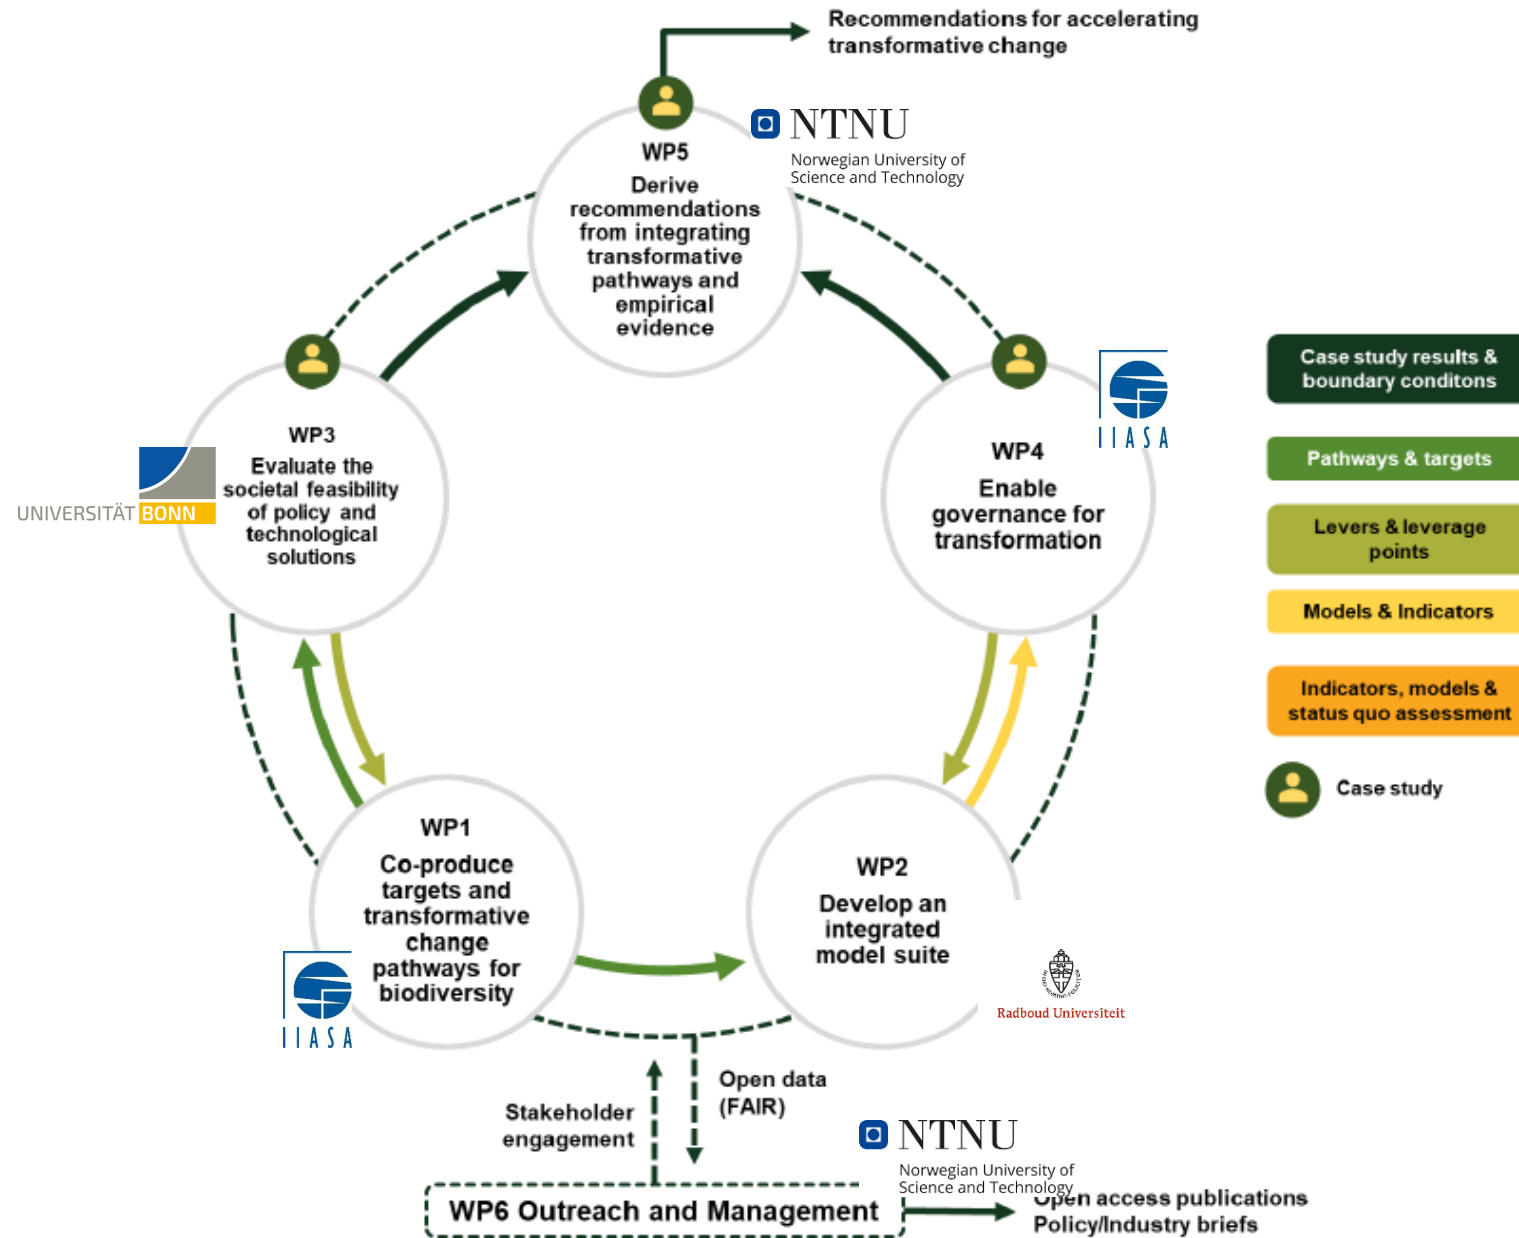 Recommendations for accelerating
transformative change
NTNU
Norwegian University of
Science and Technology
WP5
Derive
recommendations
from integrating
transformative
pathways and
empirical
evidence
WP3
Evaluate the
societal feasibility
of policy and
technological
solutions
UNIVERSITÄT BONN
IIASA
WP4
Enable
governance for
transformation
Case study results &
boundary conditons
Pathways & targets
Levers & leverage
points
Models & Indicators
Indicators, models &
status quo assessment
Case study
WP1
Co-produce
targets and
transformative
change
pathways for
biodiversity
IIASA
WP2
Develop an
integrated
model suite
Radboud Universiteit
Stakeholder
engagement
Open data
(FAIR)
NTNU
Norwegian University of
Science and Technology
WP6 Outreach and Management
Open access publications
Policy/Industry briefs